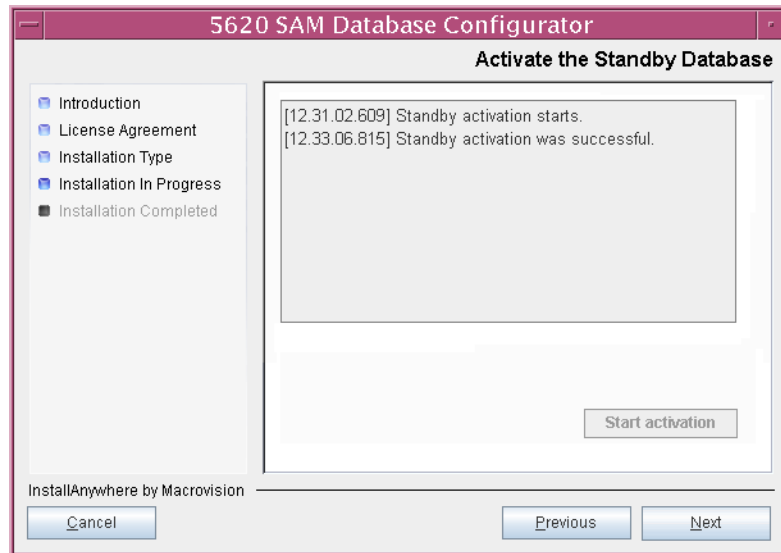 5620 SAM Database Configurator
Activate the Standby Database
Introduction
License Agreement
Installation Type
Installation In Progress
Installation Completed
[12.31.02.609] Standby activation starts.
[12.33.06.815] Standby activation was successful.
Start activation
InstallAnywhere by Macrovision
Cancel
Previous
Next